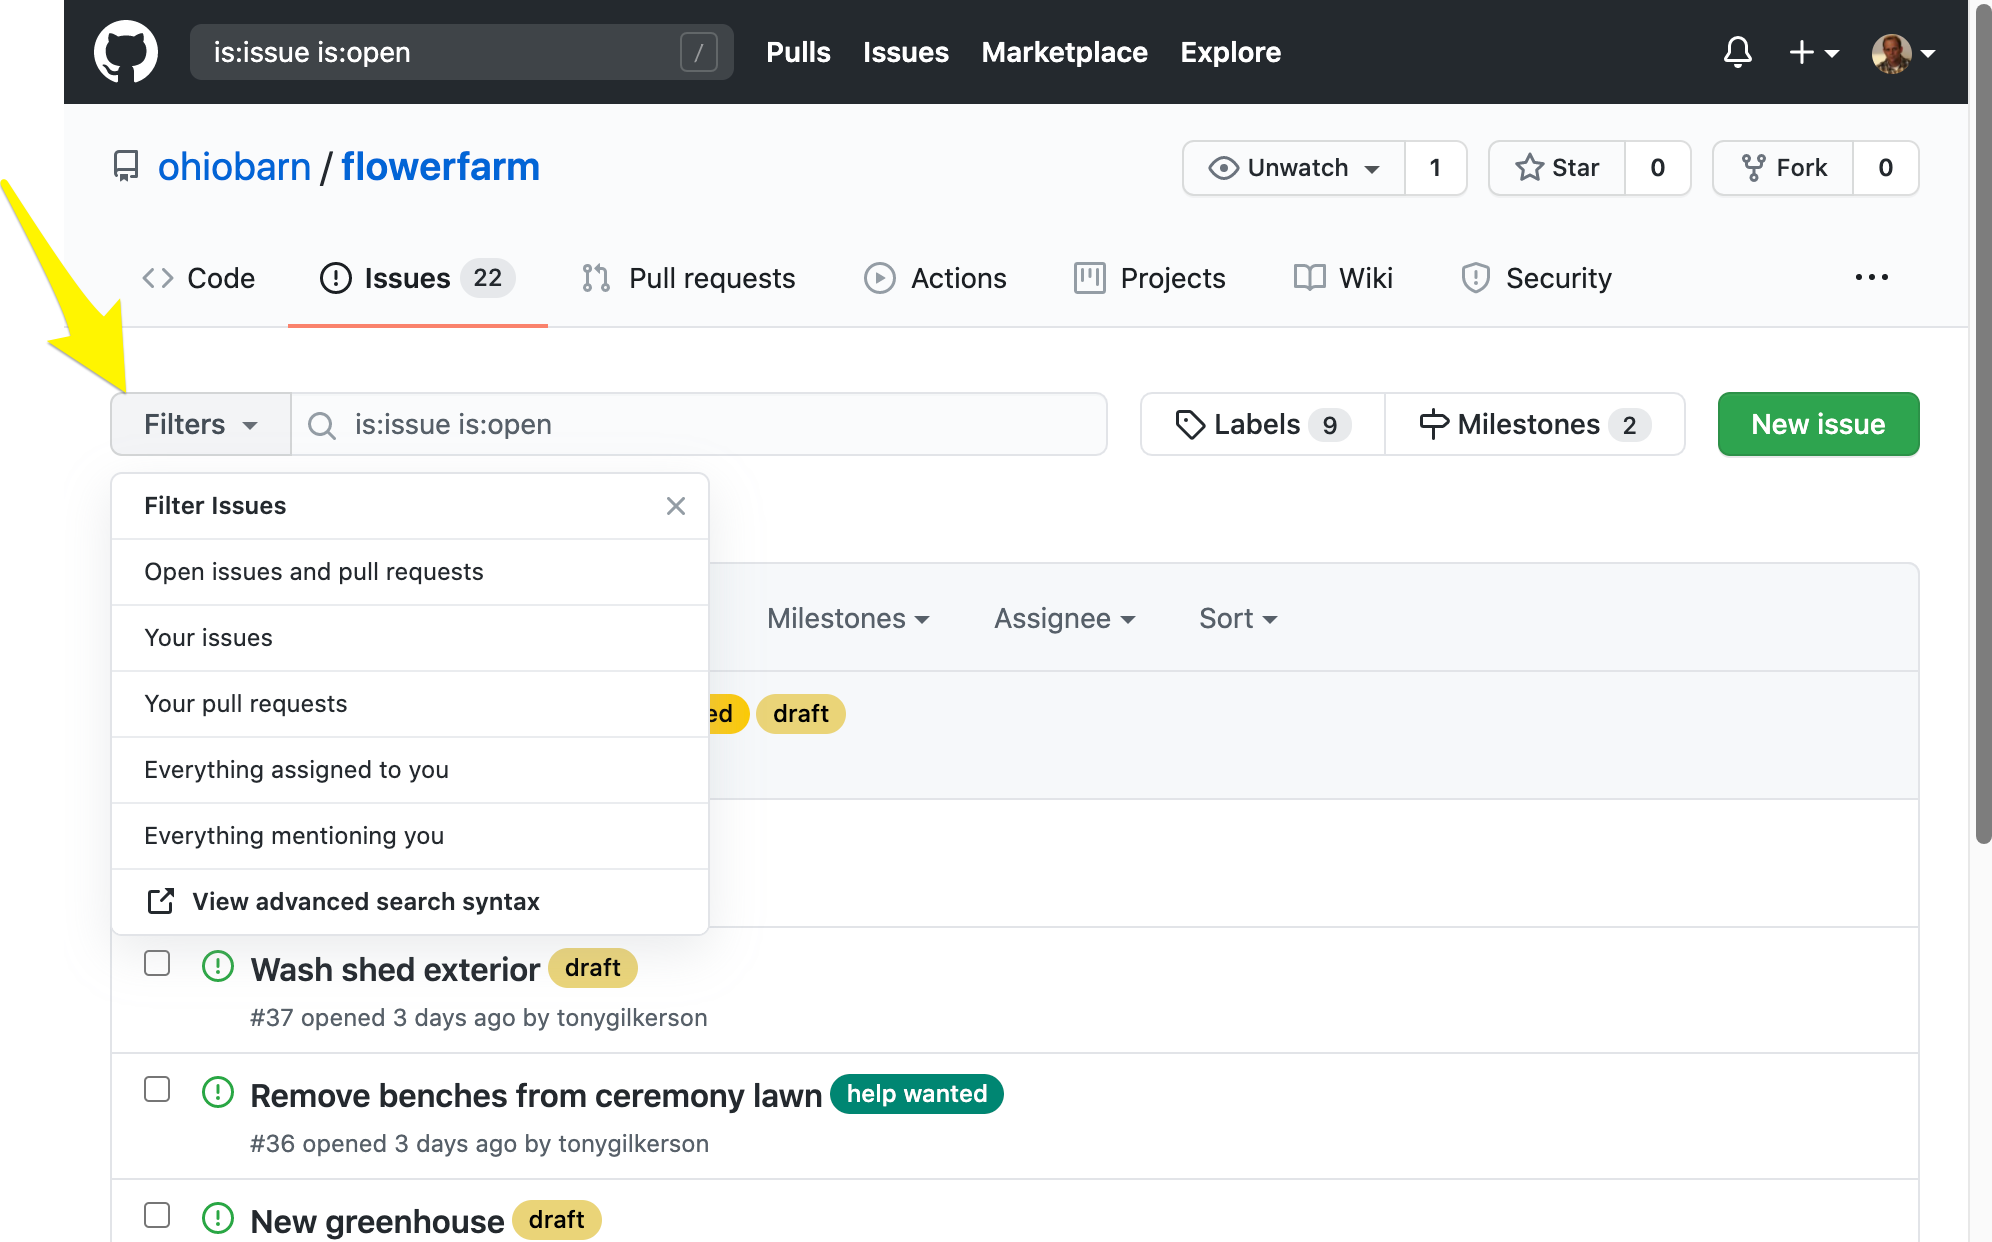 is:issue is:open / Pulls Issues Marketplace Explore
ohiobarn / flowerfarm Unwatch 1 Star 0 Fork 0
Code Issues 22 Pull requests Actions Projects Wiki Security ...
Filters is:issue is:open Labels 9 Milestones 2 New issue
Filter Issues
Open issues and pull requests
Milestones Assignee Sort
Your issues
Your pull requests
draft
Everything assigned to you
Everything mentioning you
View advanced search syntax
Wash shed exterior draft
#37 opened 3 days ago by tonygilkerson
Remove benches from ceremony lawn help wanted
#36 opened 3 days ago by tonygilkerson
New greenhouse draft